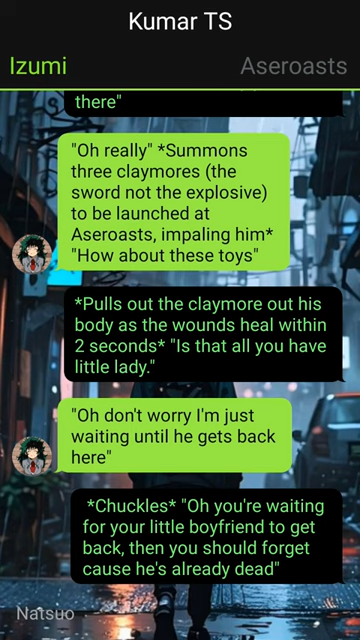 Kumar TS
Izumi
Aseroasts
there"
"Oh really" *Summons
three claymores (the
sword not the explosive)
to be launched at
Aseroasts, impaling him*
"How about these toys"
*Pulls out the claymore out his
body as the wounds heal within
2 seconds* "Is that all you have
little lady."
"Oh don't worry I'm just
waiting until he gets back
here"
*Chuckles* "Oh you're waiting
for your little boyfriend to get
back, then you should forget
cause he's already dead"
Natsuo